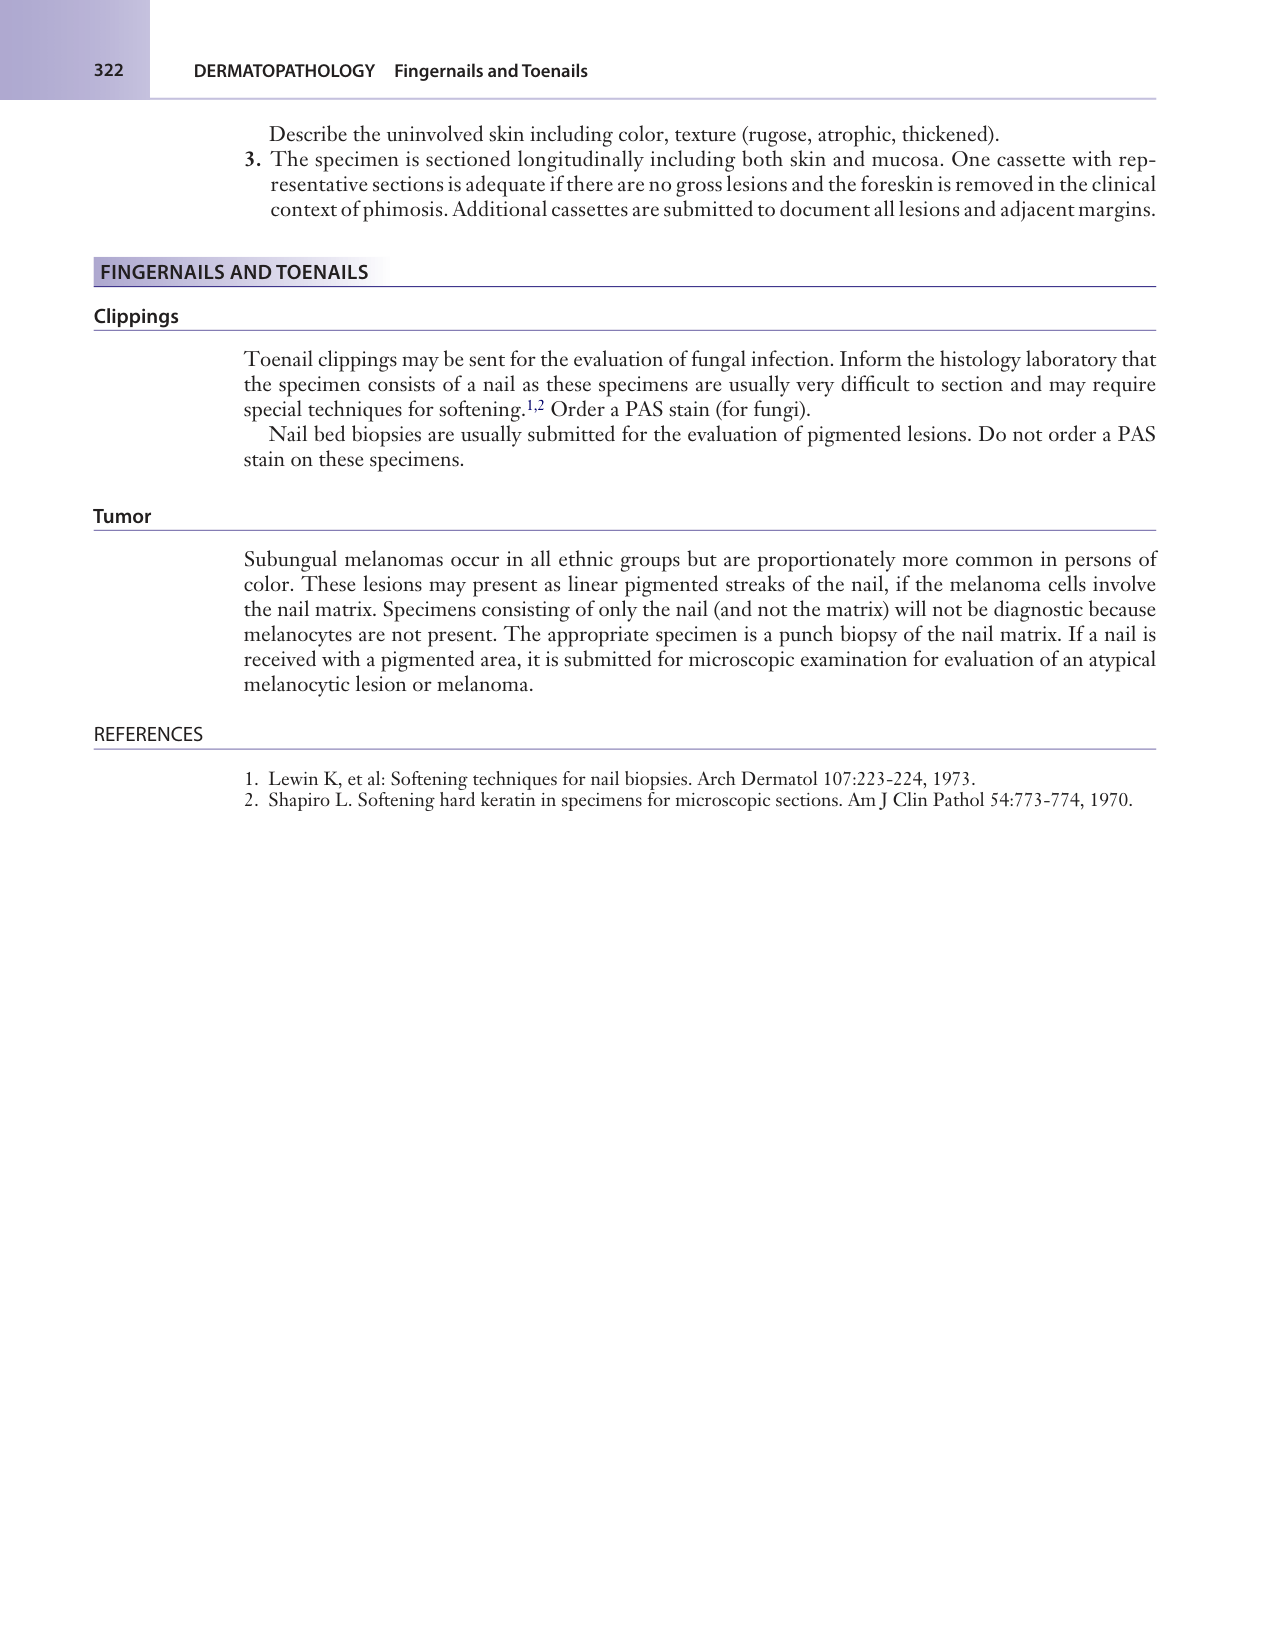 322
DERMATOPATHOLOGY Fingernails and Toenails
Describe the uninvolved skin including color, texture (rugose, atrophic, thickened).
3. The specimen is sectioned longitudinally including both skin and mucosa. One cassette with rep-
resentative sections is adequate if there are no gross lesions and the foreskin is removed in the clinical
context of phimosis. Additional cassettes are submitted to document all lesions and adjacent margins.
FINGERNAILS AND TOENAILS
Clippings
Toenail clippings may be sent for the evaluation of fungal infection. Inform the histology laboratory that
the specimen consists of a nail as these specimens are usually very difficult to section and may require
special techniques for softening.1,2 Order a PAS stain (for fungi).
Nail bed biopsies are usually submitted for the evaluation of pigmented lesions. Do not order a PAS
stain on these specimens.
Tumor
Subungual melanomas occur in all ethnic groups but are proportionately more common in persons of
color. These lesions may present as linear pigmented streaks of the nail, if the melanoma cells involve
the nail matrix. Specimens consisting of only the nail (and not the matrix) will not be diagnostic because
melanocytes are not present. The appropriate specimen is a punch biopsy of the nail matrix. If a nail is
received with a pigmented area, it is submitted for microscopic examination for evaluation of an atypical
melanocytic lesion or melanoma.
REFERENCES
1. Lewin K, et al: Softening techniques for nail biopsies. Arch Dermatol 107:223-224, 1973.
2. Shapiro L. Softening hard keratin in specimens for microscopic sections. Am J Clin Pathol 54:773-774, 1970.